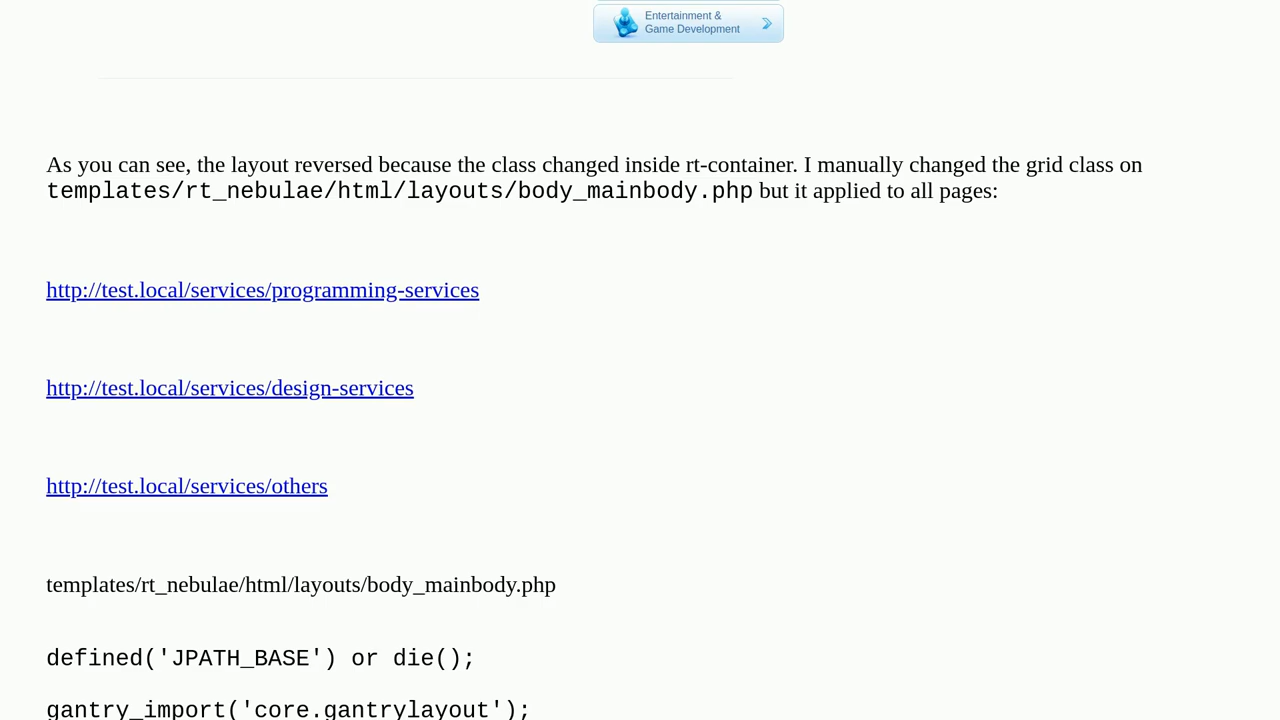 Entertainment &
Game Development
As you can see, the layout reversed because the class changed inside rt-container. I manually changed the grid class on
templates/rt_nebulae/html/layouts/body_mainbody.php but it applied to all pages:
http://test.local/services/programming-services
http://test.local/services/design-services
http://test.local/services/others
templates/rt_nebulae/html/layouts/body_mainbody.php
defined('JPATH_BASE') or die();
gantry_import('core.gantrylayout');